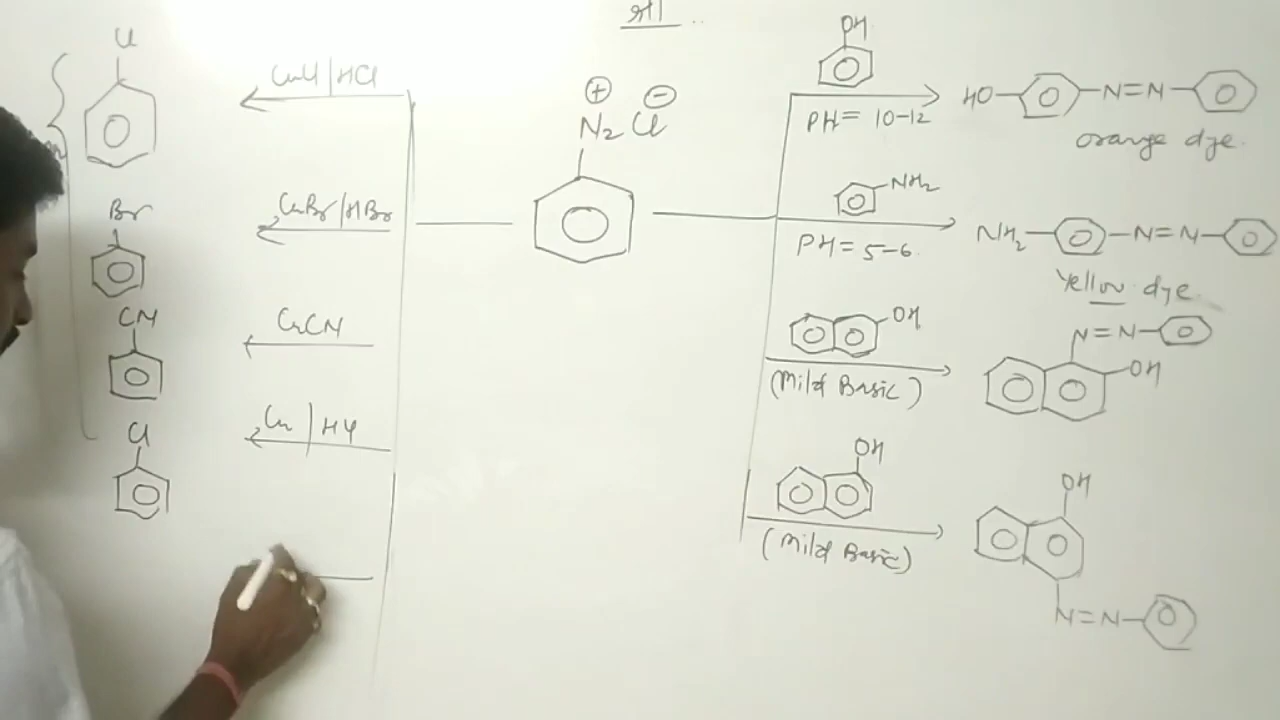 Cl
CuCl | HCl
Br
CuBr | HBr
CN
CuCN
Cl
Cu | HCl
⊕ ⊖
N₂ Cl
OH
PH = 10-12
HO N=N
orange dye.
NH₂
PH = 5-6.
NH₂ N=N
Yellow dye.
OH
(Mild Basic)
N=N
OH
OH
(Mild Basic)
OH
N=N